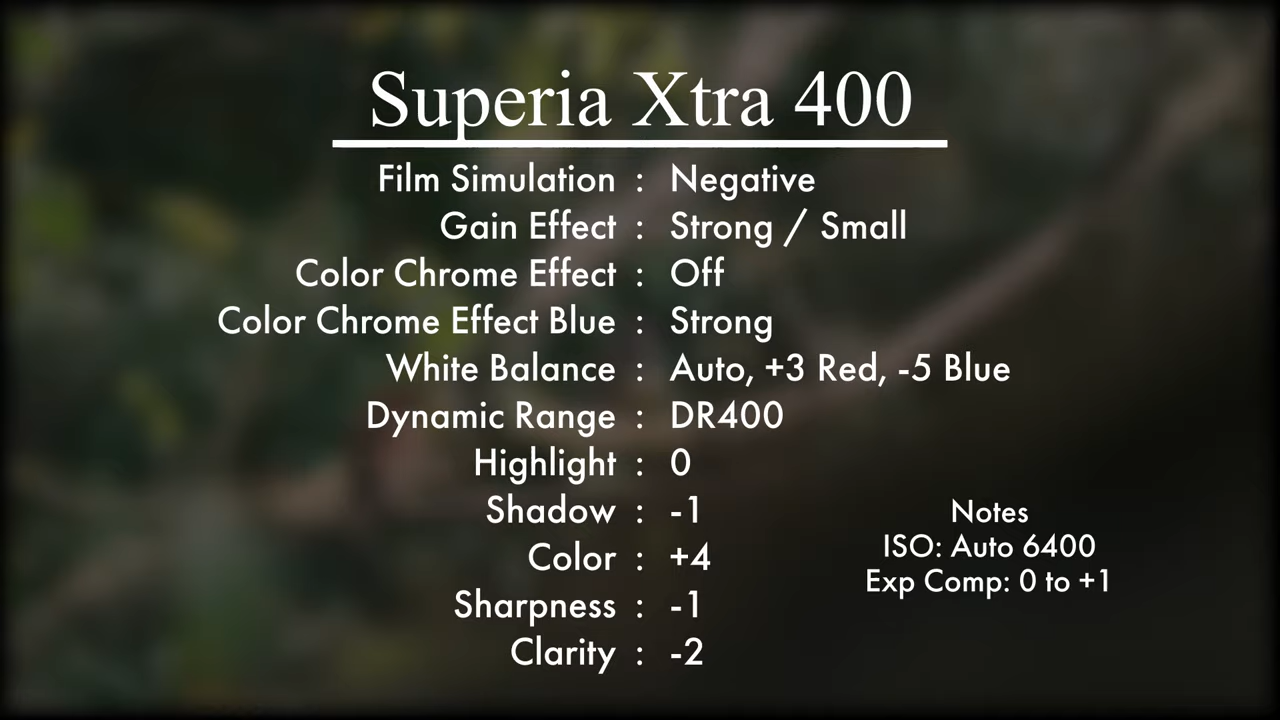 Superia Xtra 400
Film Simulation : Negative
Gain Effect : Strong / Small
Color Chrome Effect : Off
Color Chrome Effect Blue : Strong
White Balance : Auto, +3 Red, -5 Blue
Dynamic Range : DR400
Highlight : 0
Shadow : -1
Color : +4
Sharpness : -1
Clarity : -2
Notes
ISO: Auto 6400
Exp Comp: 0 to +1